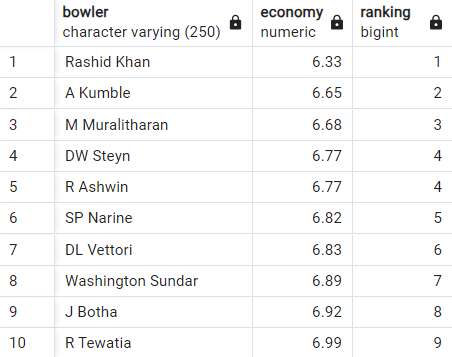 bowler economy ranking
character varying (250) numeric bigint
1 Rashid Khan 6.33 1
2 A Kumble 6.65 2
3 M Muralitharan 6.68 3
4 DW Steyn 6.77 4
5 R Ashwin 6.77 4
6 SP Narine 6.82 5
7 DL Vettori 6.83 6
8 Washington Sundar 6.89 7
9 J Botha 6.92 8
10 R Tewatia 6.99 9